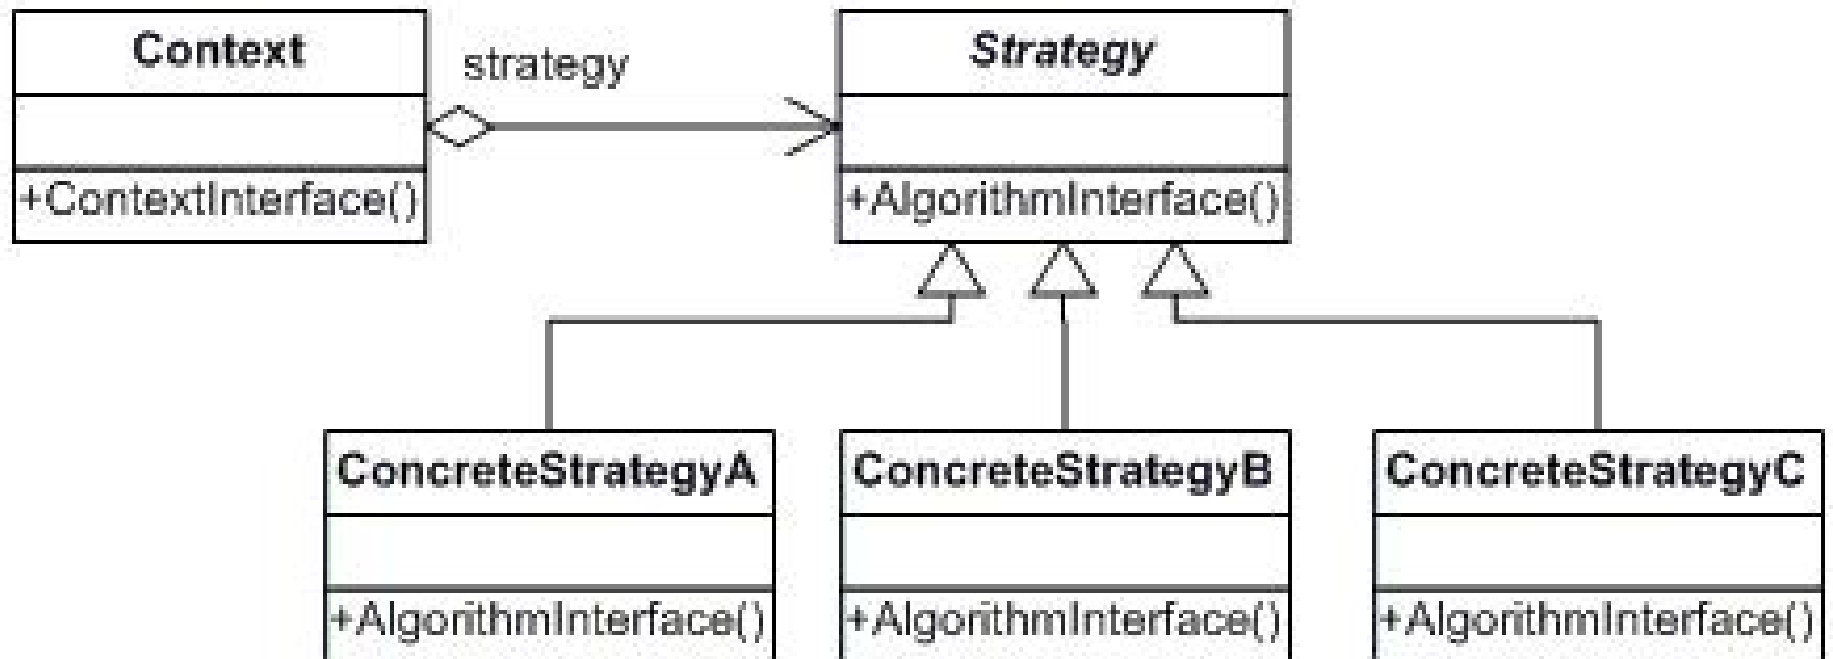 Context
strategy
Strategy
+ContextInterface()
+AlgorithmInterface()
ConcreteStrategyA
ConcreteStrategyB
ConcreteStrategyC
+AlgorithmInterface()
+AlgorithmInterface()
+AlgorithmInterface()